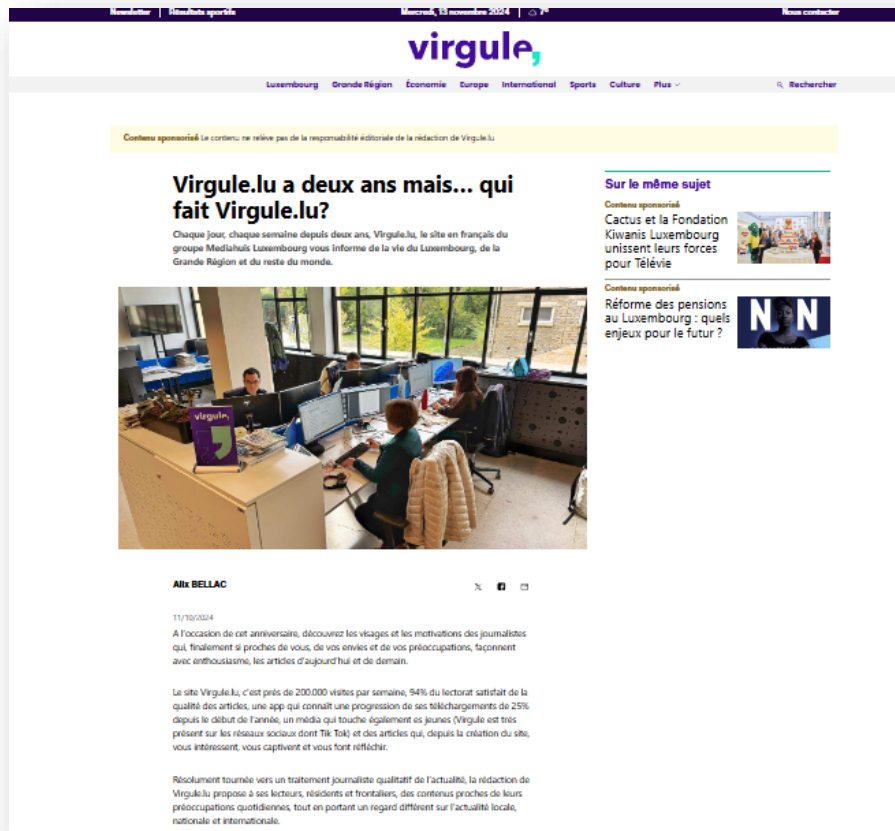 Newsletter | Résultats sportifs
Mercredi, 13 novembre 2024 | 7°
Nous contacter
virgule,
Luxembourg Grande Région Économie Europe International Sports Culture Plus
Rechercher
Contenu sponsorisé Le contenu ne relève pas de la responsabilité éditoriale de la rédaction de Virgule.lu
Virgule.lu a deux ans mais... qui
fait Virgule.lu?
Chaque jour, chaque semaine depuis deux ans, Virgule.lu, le site en français du
groupe Mediahuis Luxembourg vous informe de la vie du Luxembourg, de la
Grande Région et du reste du monde.
virgule,
Alix BELLAC
11/10/2024
A l'occasion de cet anniversaire, découvrez les visages et les motivations des journalistes
qui, finalement si proches de vous, de vos envies et de vos préoccupations, façonnent
avec enthousiasme, les articles d'aujourd'hui et de demain.
Le site Virgule.lu, c'est près de 200.000 visites par semaine, 94% du lectorat satisfait de la
qualité des articles, une app qui connaît une progression de ses téléchargements de 25%
depuis le début de l'année, un média qui touche également es jeunes (Virgule est très
présent sur les réseaux sociaux dont Tik Tok) et des articles qui, depuis la création du site,
vous intéressent, vous captivent et vous font réfléchir.
Résolument tournée vers un traitement journaliste qualitatif de l'actualité, la rédaction de
Virgule.lu propose à ses lecteurs, résidents et frontaliers, des contenus proches de leurs
préoccupations quotidiennes, tout en portant un regard différent sur l'actualité locale,
nationale et internationale.
Sur le même sujet
Contenu sponsorisé
Cactus et la Fondation
Kiwanis Luxembourg
unissent leurs forces
pour Télévie
Contenu sponsorisé
Réforme des pensions
au Luxembourg : quels
enjeux pour le futur ?
N N